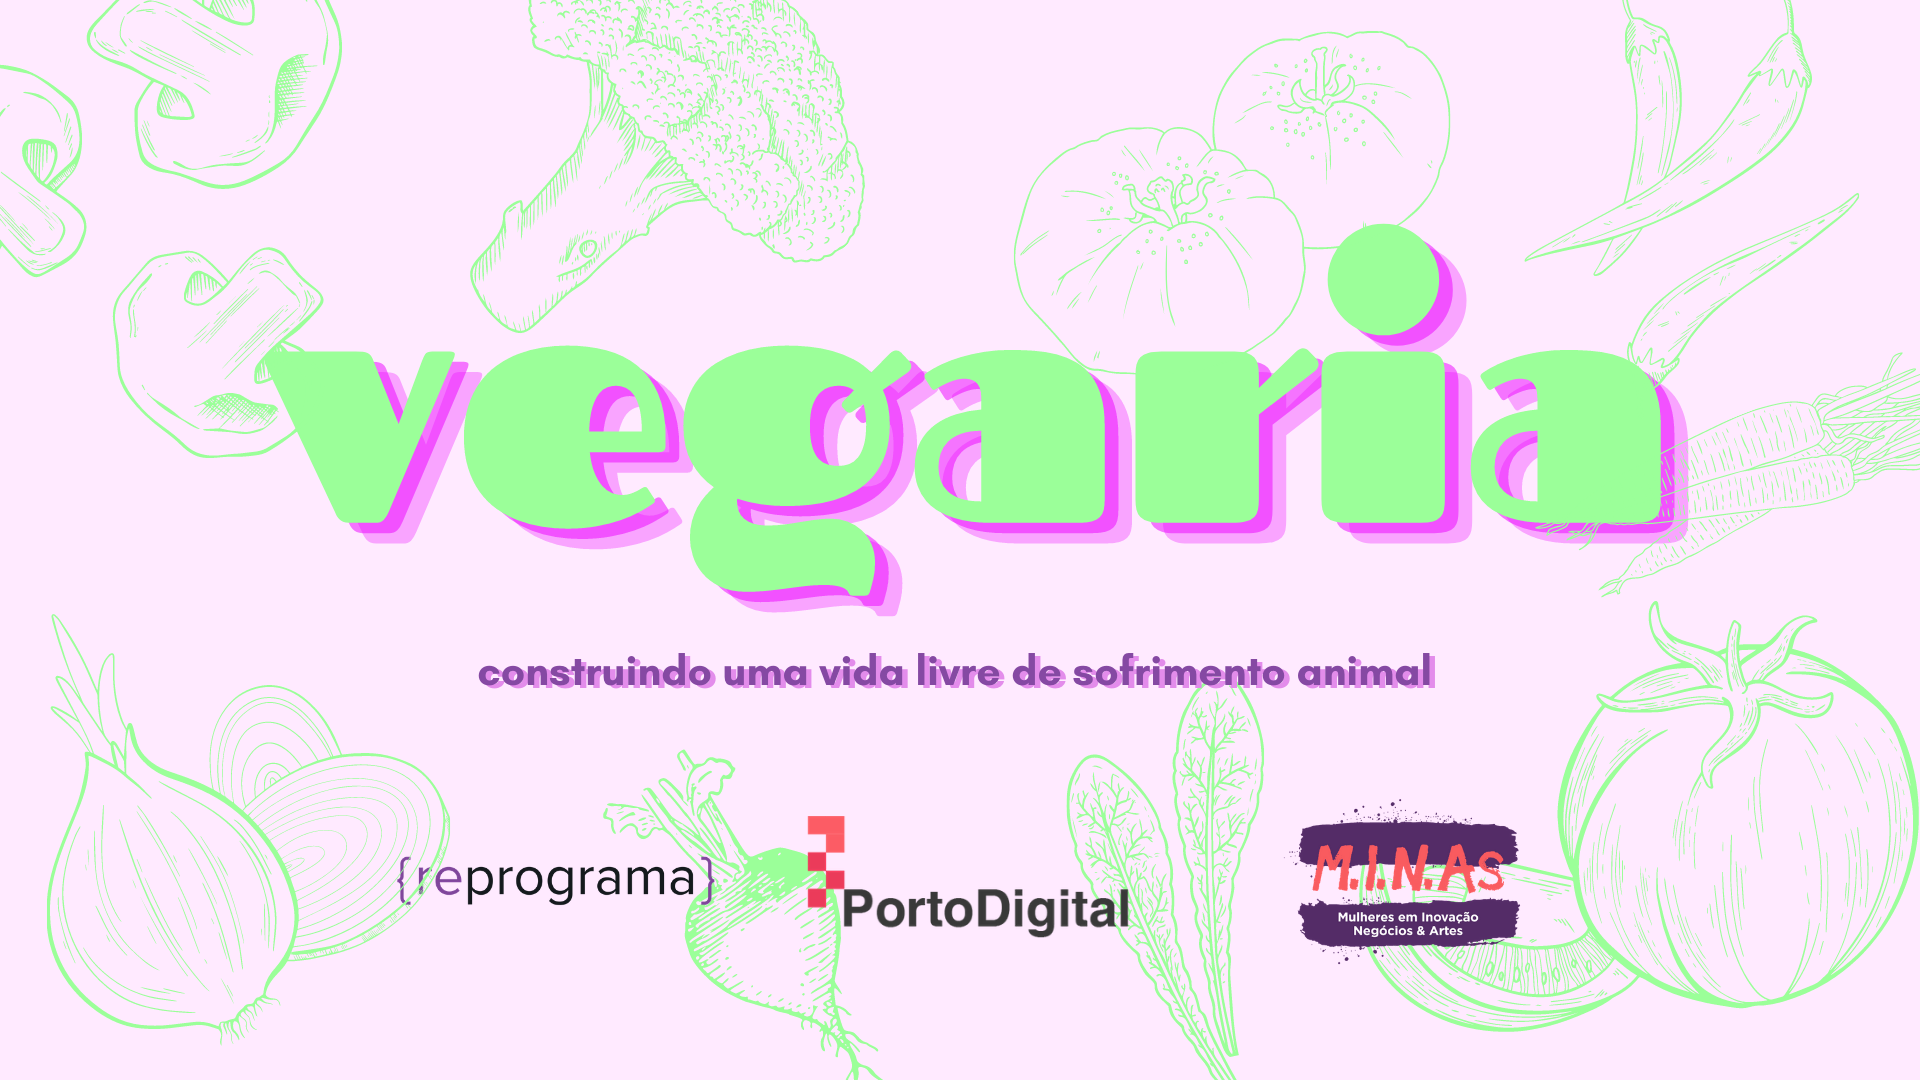 vegaria
construindo uma vida livre de sofrimento animal
{reprograma}
PortoDigital
M.I.N.As
Mulheres em Inovação
Negócios & Artes